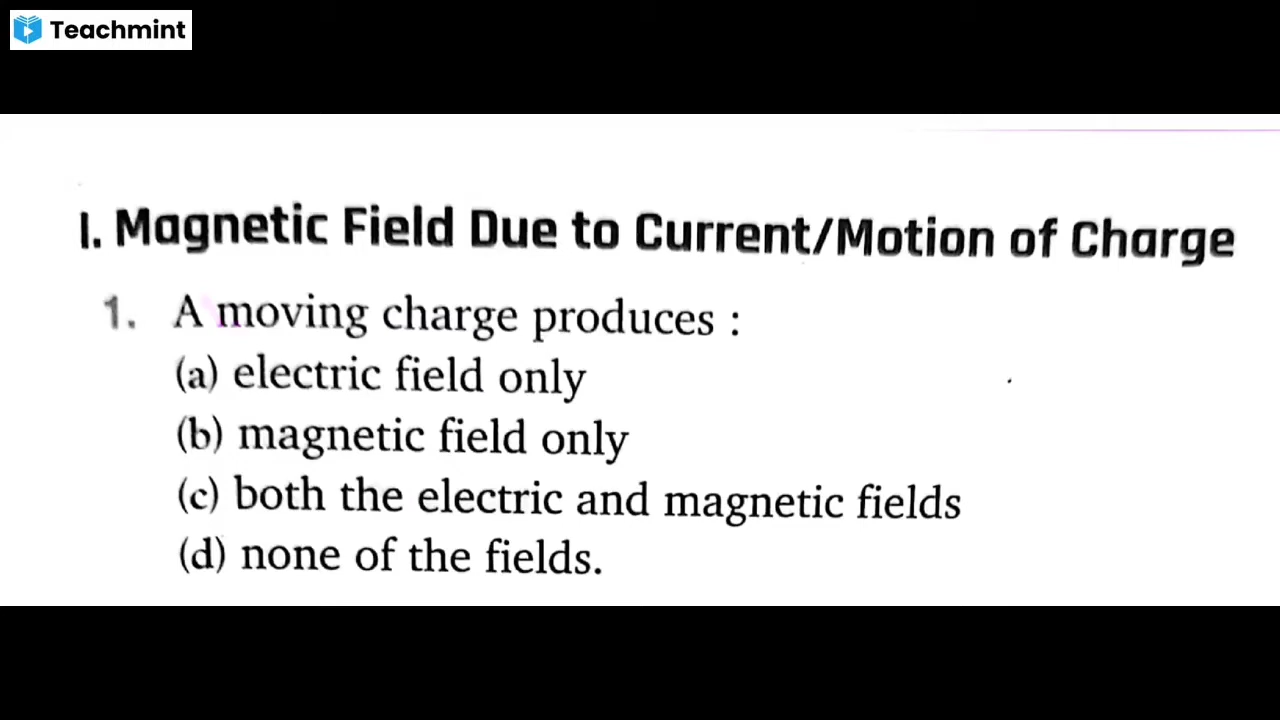 Teachmint
I. Magnetic Field Due to Current/Motion of Charge
1. A moving charge produces :
(a) electric field only
(b) magnetic field only
(c) both the electric and magnetic fields
(d) none of the fields.